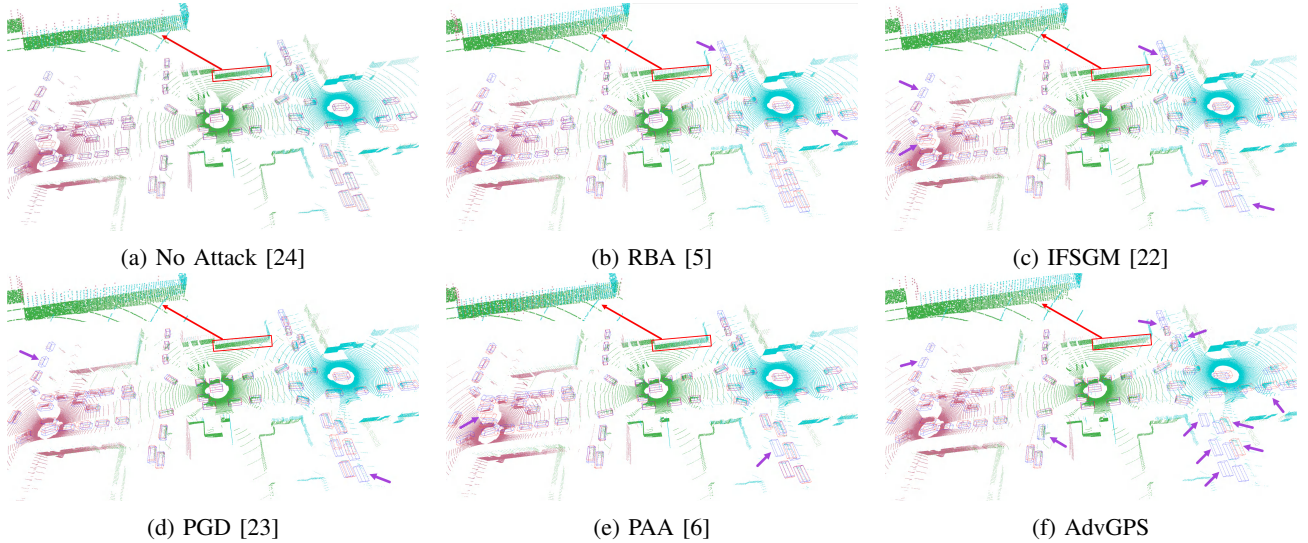 (a) No Attack [24]
(b) RBA [5]
(c) IFSGM [22]
(d) PGD [23]
(e) PAA [6]
(f) AdvGPS